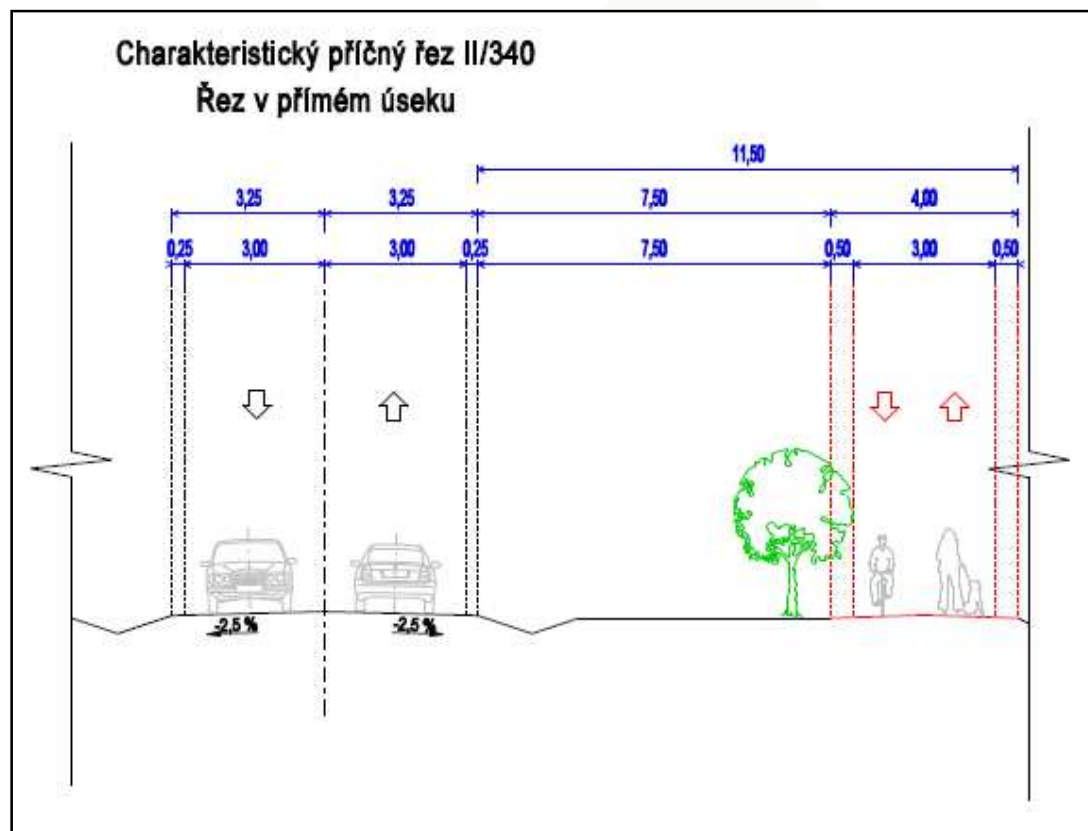 Charakteristický příčný řez II/340
Řez v přímém úseku
11,50
3,25 3,25 7,50 4,00
0,25 3,00 3,00 0,25 7,50 0,50 3,00 0,50
-2,5 % -2,5 %